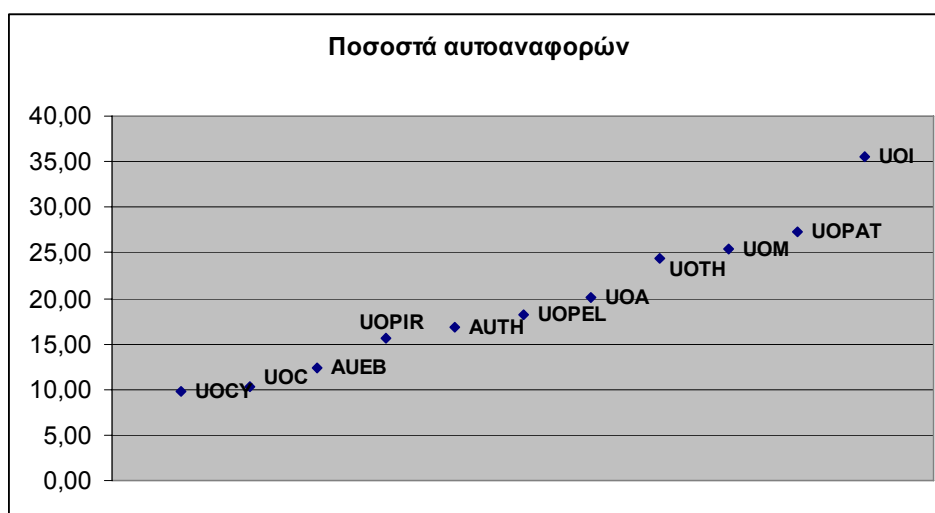 Ποσοστά αυτοαναφορών
40,00
35,00
30,00
25,00
20,00
15,00
10,00
5,00
0,00
UOCY
UOC
AUEB
UOPIR
AUTH
UOPEL
UOA
UOTH
UOM
UOPAT
UOI